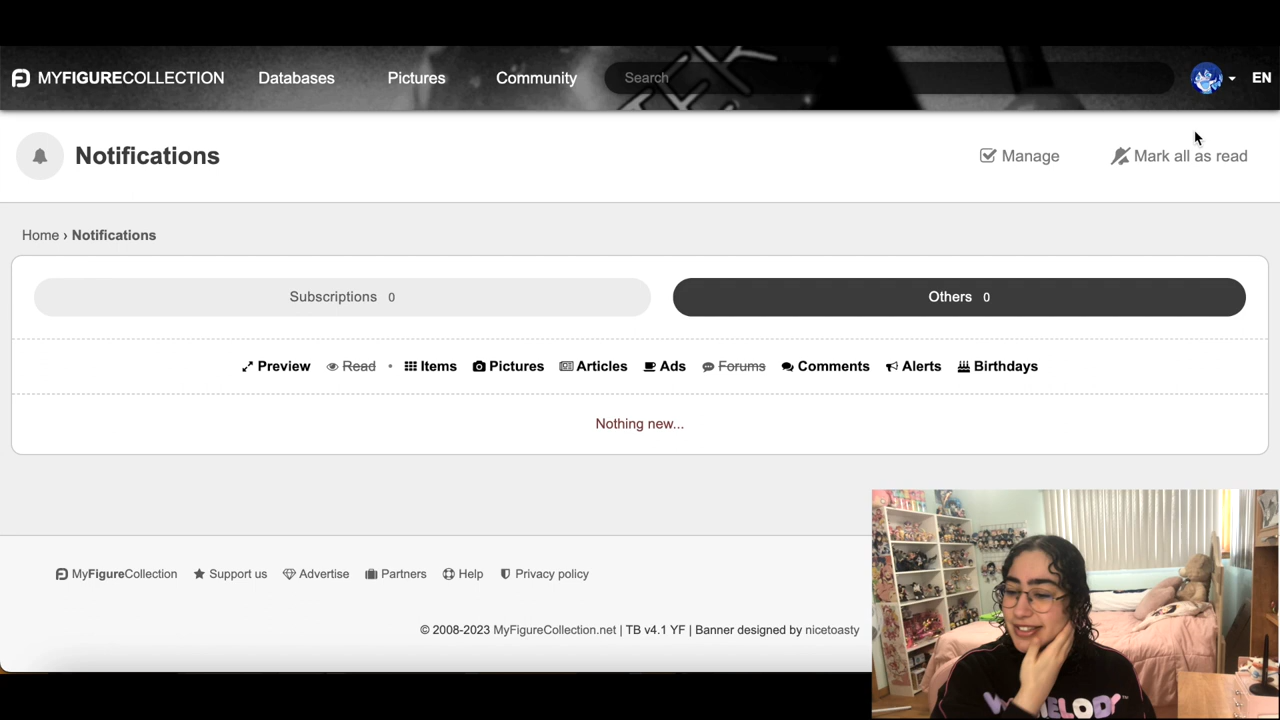 MYFIGURECOLLECTION Databases Pictures Community Search EN
Notifications Manage Mark all as read
Home › Notifications
Subscriptions 0 Others 0
Preview Read • Items Pictures Articles Ads Forums Comments Alerts Birthdays
Nothing new...
MyFigureCollection Support us Advertise Partners Help Privacy policy
© 2008-2023 MyFigureCollection.net | TB v4.1 YF | Banner designed by nicetoasty